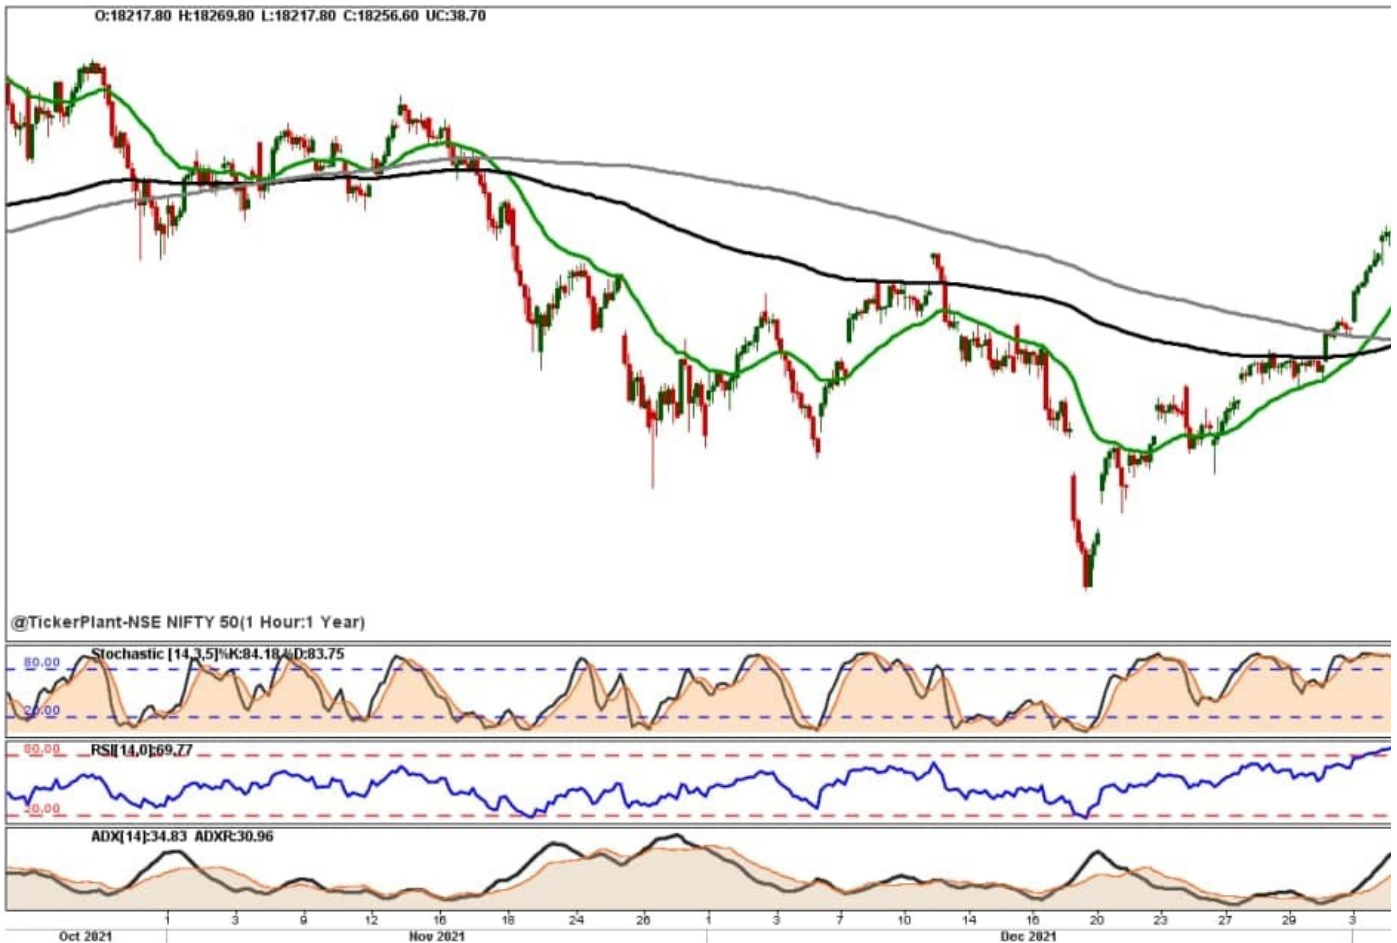 O:18217.80 H:18269.80 L:18217.80 C:18256.60 UC:38.70
@TickerPlant-NSE NIFTY 50(1 Hour:1 Year)
Stochastic [14,3,5]%K:84.18 %D:83.75
80.00
20.00
RSI[14,0]:69.77
80.00
20.00
ADX[14]:34.83 ADXR:30.96
1 3 9 12 16 18 24 26 1 3 7 10 14 16 20 23 27 29 3
Oct 2021 Nov 2021 Dec 2021